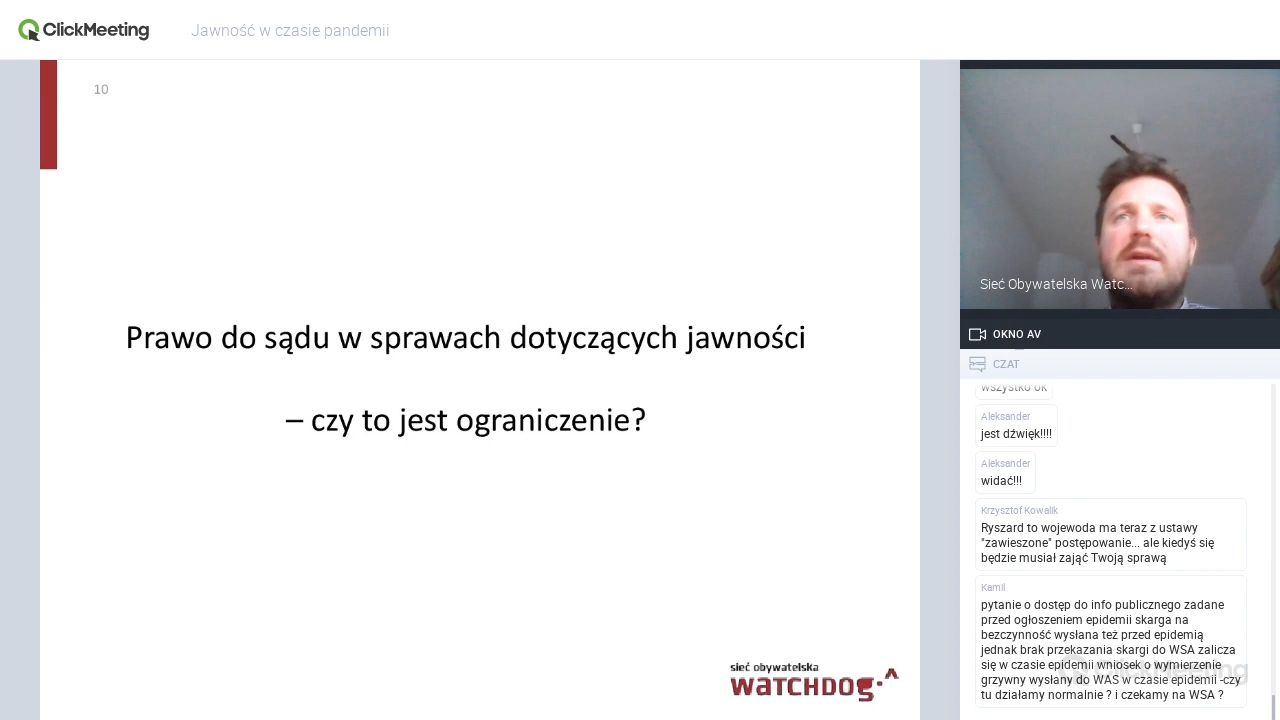 ClickMeeting
Jawność w czasie pandemii
10
Prawo do sądu w sprawach dotyczących jawności
– czy to jest ograniczenie?
sieć obywatelska
WATCHDOG
Sieć Obywatelska Watc...
OKNO AV
CZAT
wszystko ok
Aleksander
jest dźwięk!!!!
Aleksander
widać!!!
Krzysztof Kowalik
Ryszard to wojewoda ma teraz z ustawy
"zawieszone" postępowanie... ale kiedyś się
będzie musiał zająć Twoją sprawą
Kamil
pytanie o dostęp do info publicznego zadane
przed ogłoszeniem epidemii skarga na
bezczynność wysłana też przed epidemią
jednak brak przekazania skargi do WSA zalicza
się w czasie epidemii wniosek o wymierzenie
grzywny wysłany do WAS w czasie epidemii -czy
tu działamy normalnie ? i czekamy na WSA ?
ClickMeeting